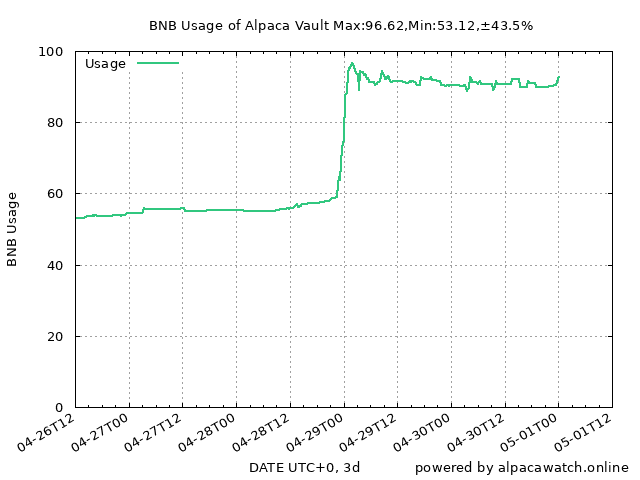 BNB Usage of Alpaca Vault Max:96.62,Min:53.12,±43.5%
Usage
100
80
60
40
20
0
BNB Usage
04-26T12
04-27T00
04-27T12
04-28T00
04-28T12
04-29T00
04-29T12
04-30T00
04-30T12
05-01T00
05-01T12
DATE UTC+0, 3d
powered by alpacawatch.online